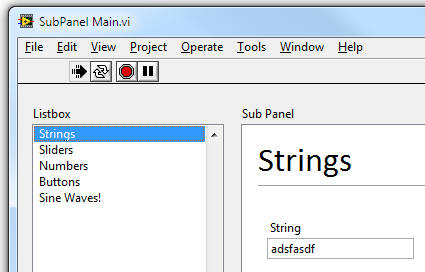 SubPanel Main.vi
File Edit View Project Operate Tools Window Help
Listbox
Strings
Sliders
Numbers
Buttons
Sine Waves!
Sub Panel
Strings
String
adsfasdf